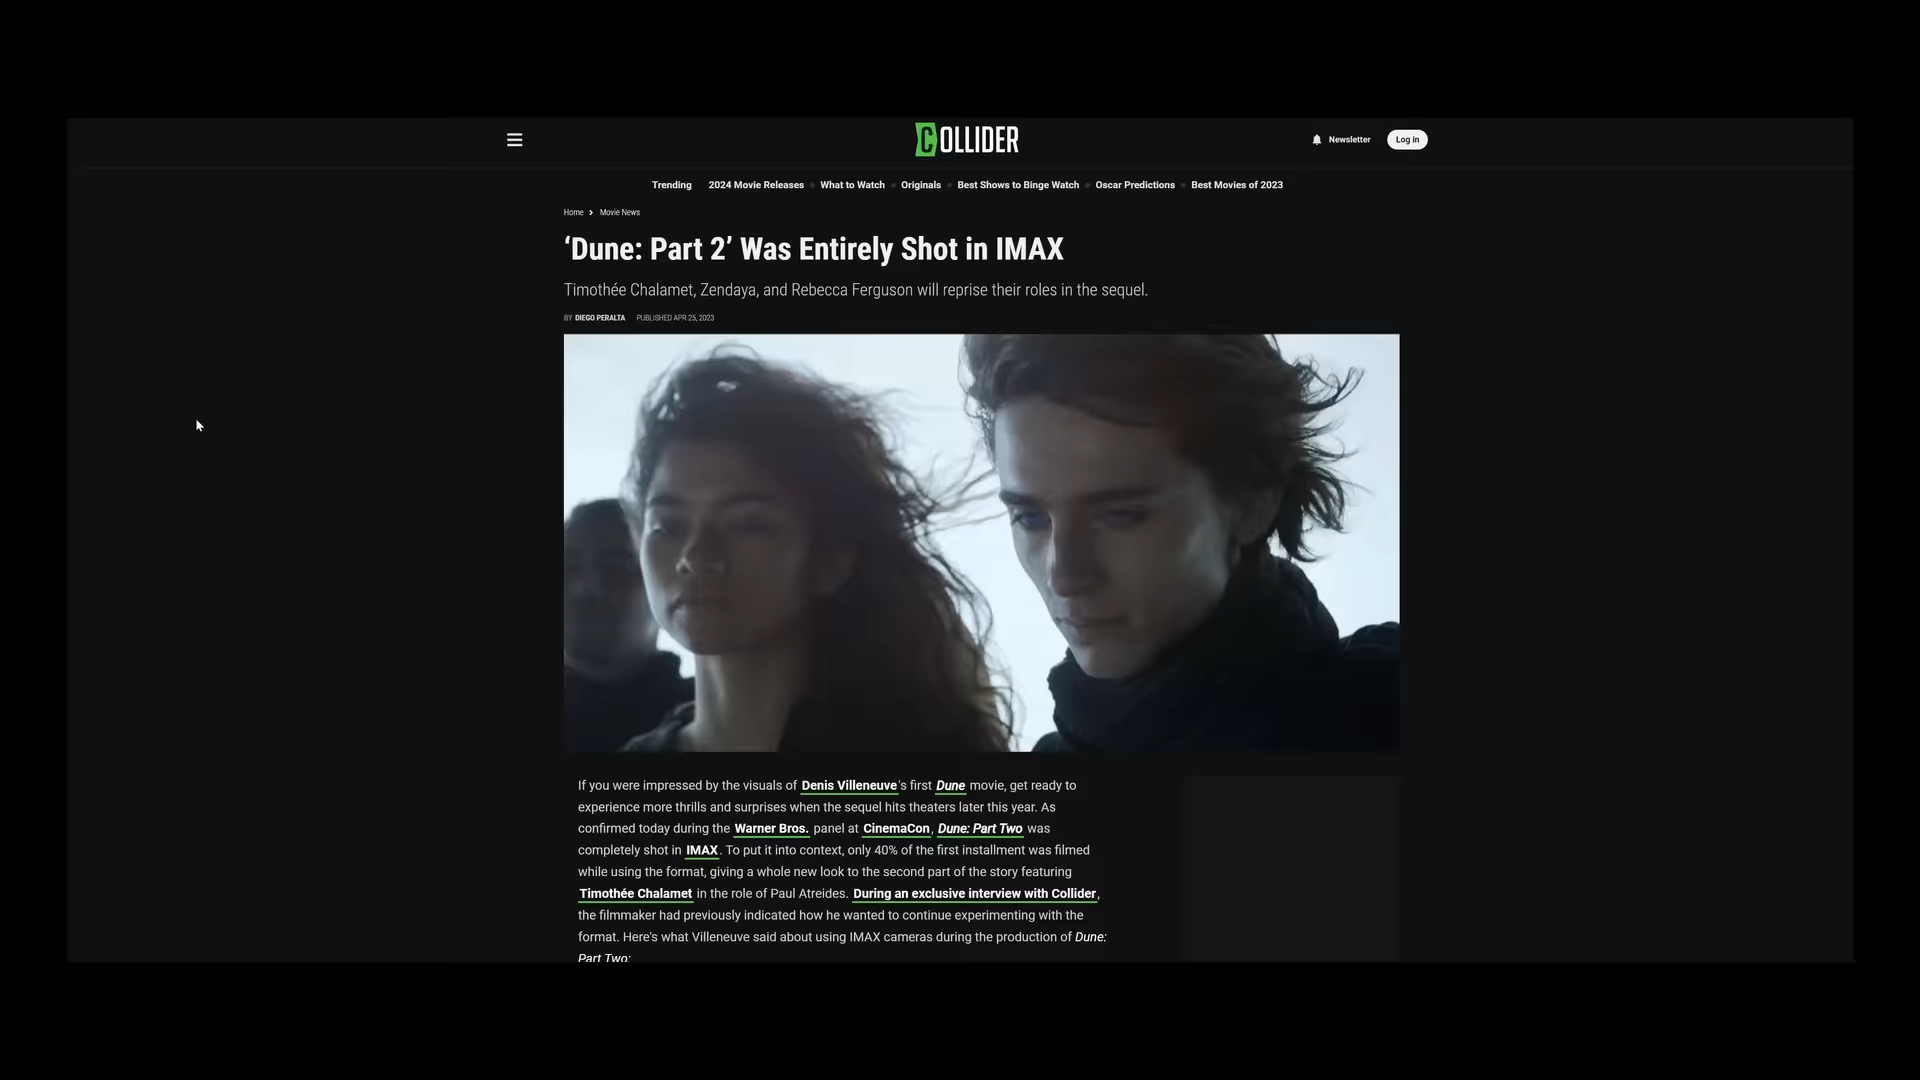 COLLIDER
Newsletter
Log in
Trending 2024 Movie Releases What to Watch Originals Best Shows to Binge Watch Oscar Predictions Best Movies of 2023
Home Movie News
‘Dune: Part 2’ Was Entirely Shot in IMAX
Timothée Chalamet, Zendaya, and Rebecca Ferguson will reprise their roles in the sequel.
BY DIEGO PERALTA PUBLISHED APR 25, 2023
If you were impressed by the visuals of Denis Villeneuve's first Dune movie, get ready to
experience more thrills and surprises when the sequel hits theaters later this year. As
confirmed today during the Warner Bros. panel at CinemaCon, Dune: Part Two was
completely shot in IMAX. To put it into context, only 40% of the first installment was filmed
while using the format, giving a whole new look to the second part of the story featuring
Timothée Chalamet in the role of Paul Atreides. During an exclusive interview with Collider,
the filmmaker had previously indicated how he wanted to continue experimenting with the
format. Here's what Villeneuve said about using IMAX cameras during the production of Dune:
Part Two: